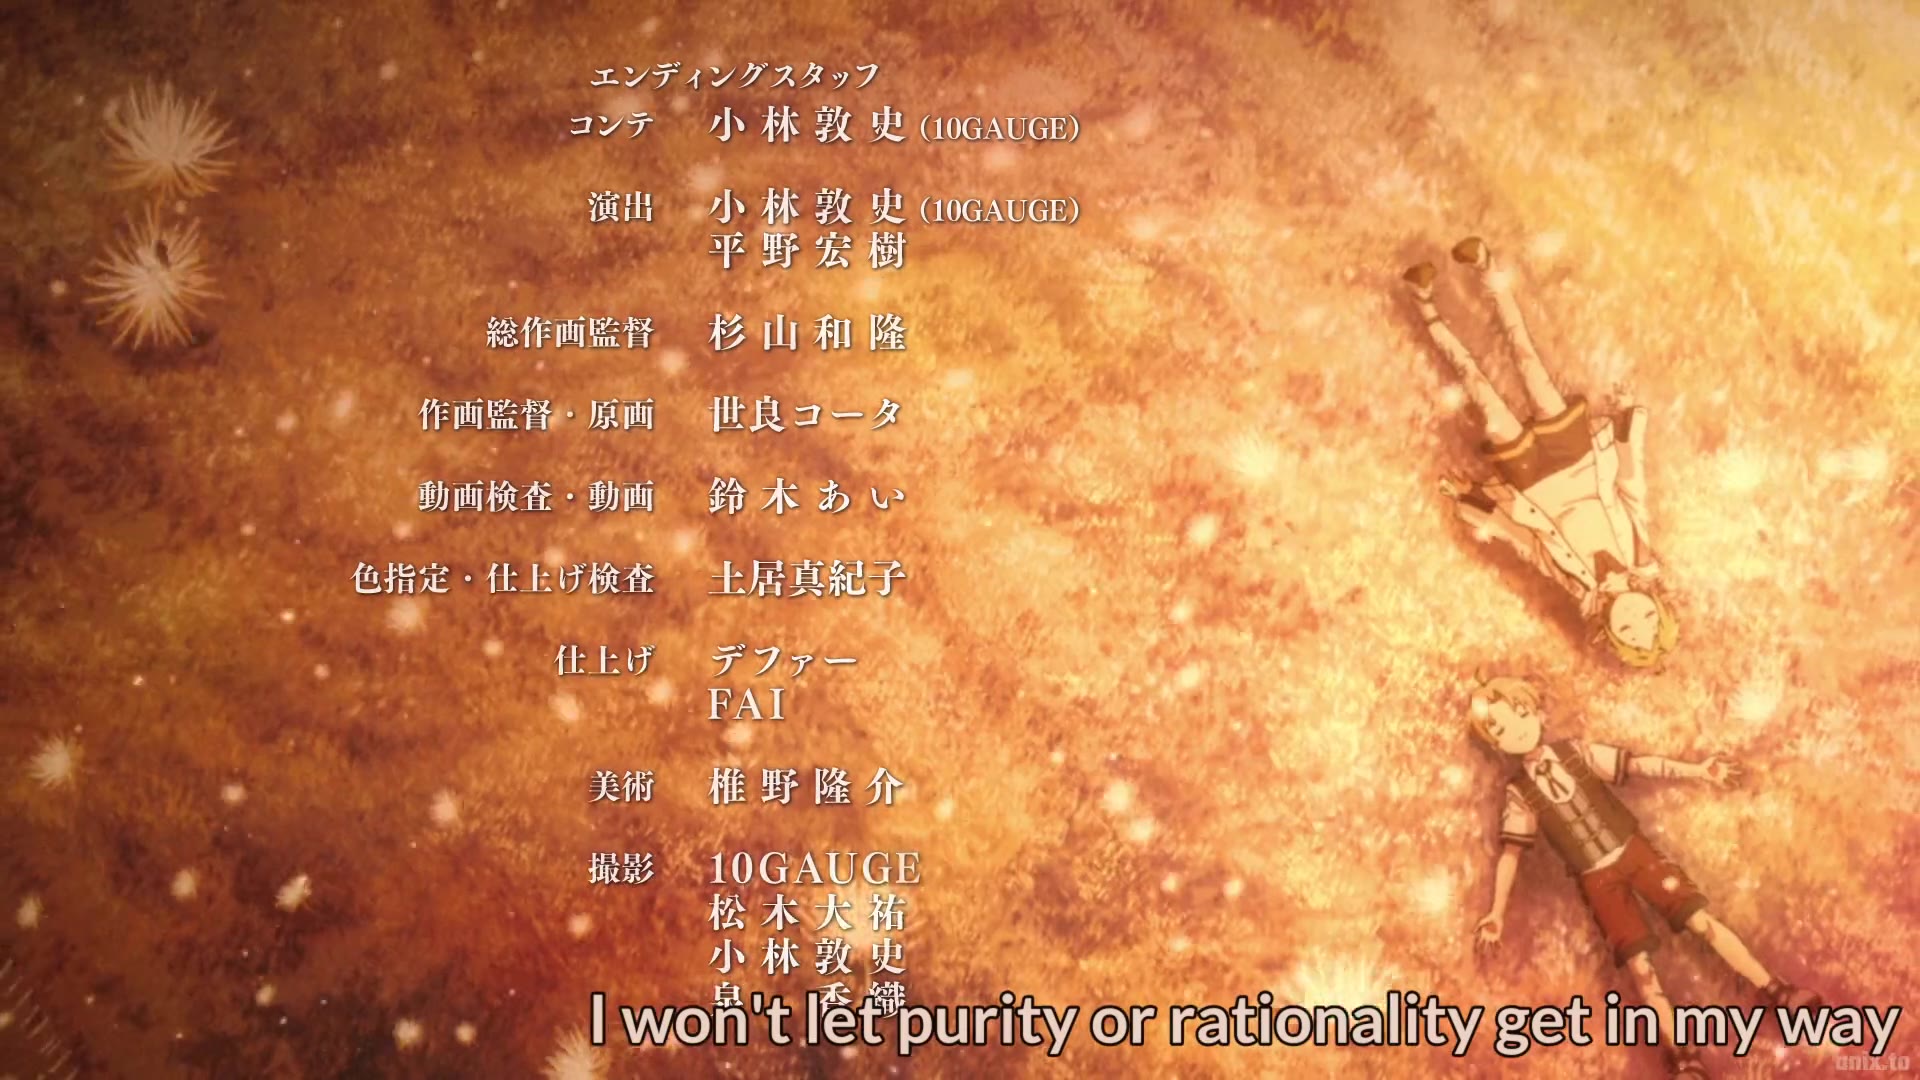 エンディングスタッフ
コンテ 小林敦史(10GAUGE)
演出 小林敦史(10GAUGE)
平野宏樹
総作画監督 杉山和隆
作画監督・原画 世良コータ
動画検査・動画 鈴木あい
色指定・仕上げ検査 土居真紀子
仕上げ デファー
FAI
美術 椎野隆介
撮影 10GAUGE
松木大祐
小林敦史
泉香織
I won't let purity or rationality get in my way
anix.to